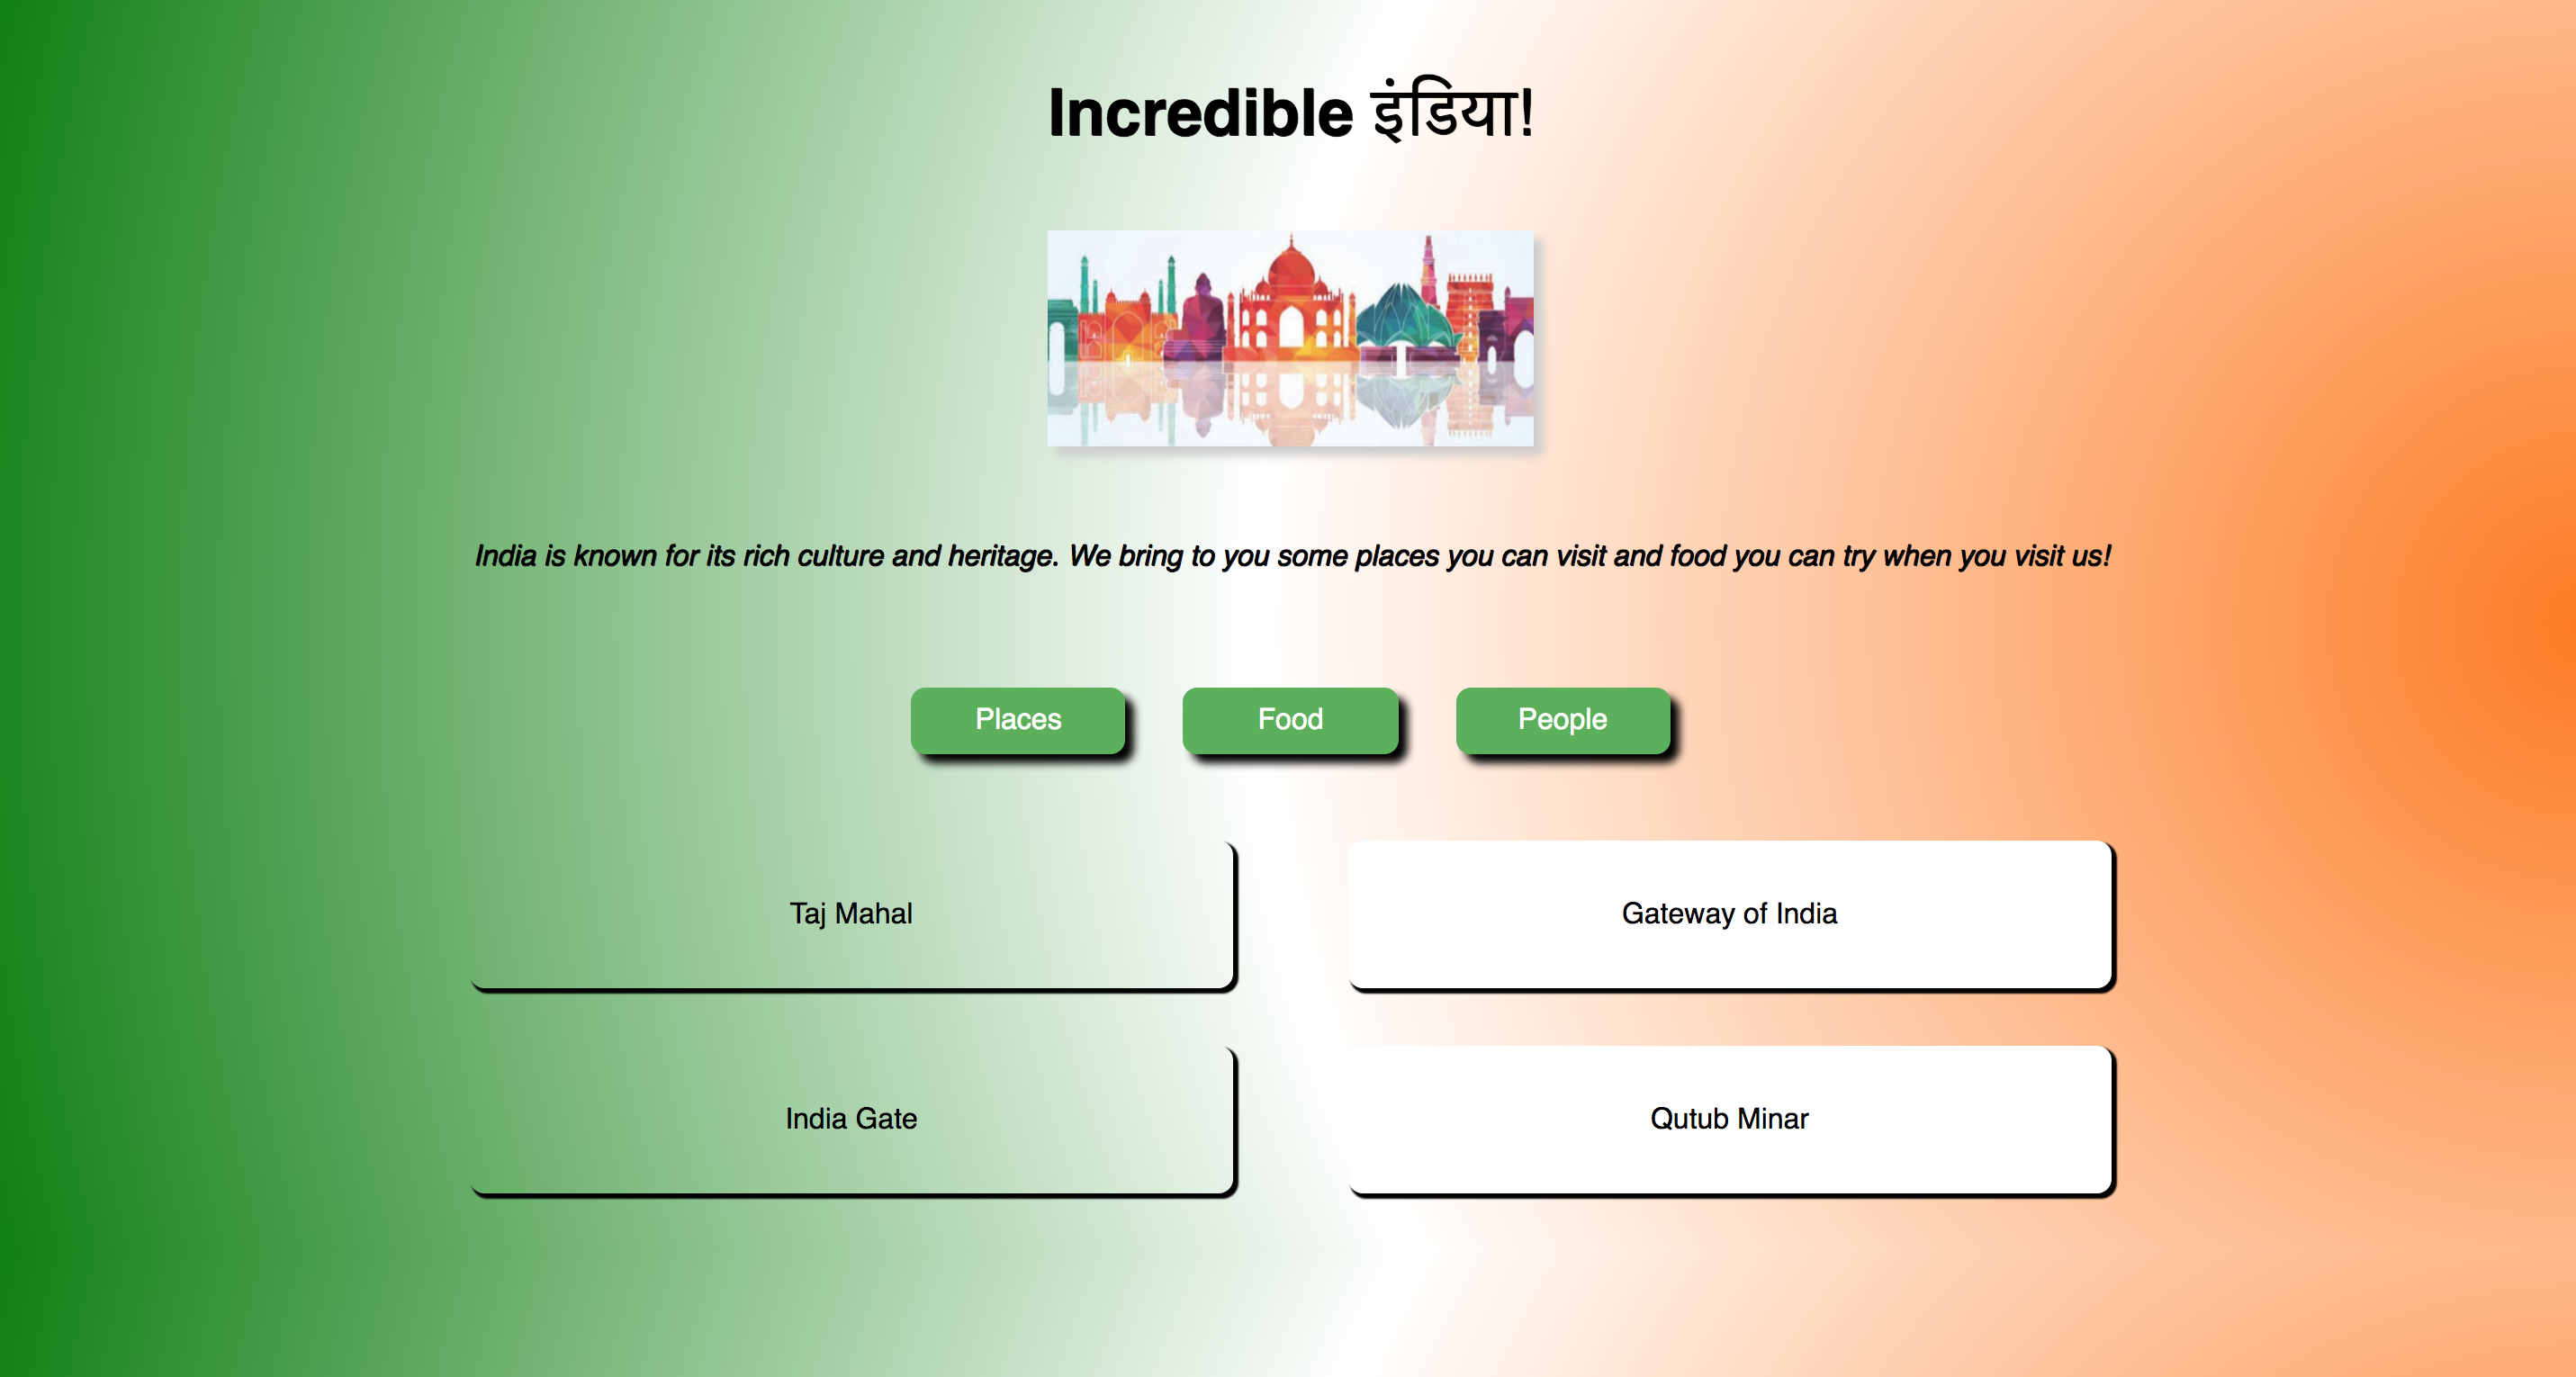 Incredible इंडिया!
India is known for its rich culture and heritage. We bring to you some places you can visit and food you can try when you visit us!
Places Food People
Taj Mahal Gateway of India
India Gate Qutub Minar